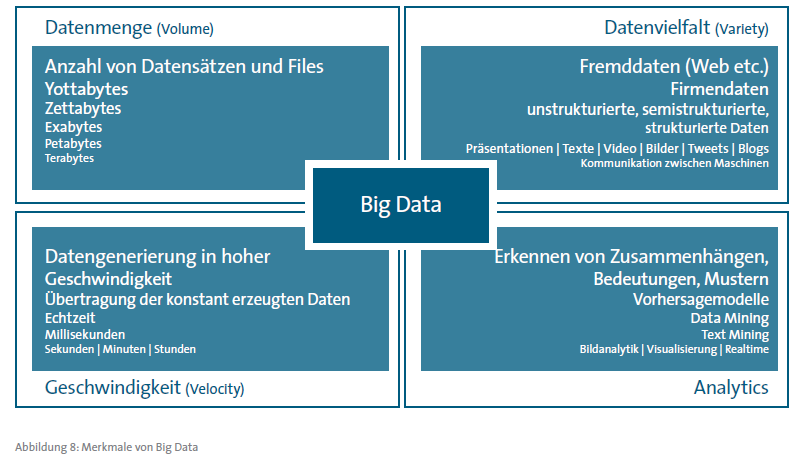 Datenmenge (Volume)
Anzahl von Datensätzen und Files
Yottabytes
Zettabytes
Exabytes
Petabytes
Terabytes
Datenvielfalt (Variety)
Fremddaten (Web etc.)
Firmendaten
unstrukturierte, semistrukturierte,
strukturierte Daten
Präsentationen | Texte | Video | Bilder | Tweets | Blogs
Kommunikation zwischen Maschinen
Big Data
Datengenerierung in hoher
Geschwindigkeit
Übertragung der konstant erzeugten Daten
Echtzeit
Millisekunden
Sekunden | Minuten | Stunden
Geschwindigkeit (Velocity)
Erkennen von Zusammenhängen,
Bedeutungen, Mustern
Vorhersagemodelle
Data Mining
Text Mining
Bildanalytik | Visualisierung | Realtime
Analytics
Abbildung 8: Merkmale von Big Data